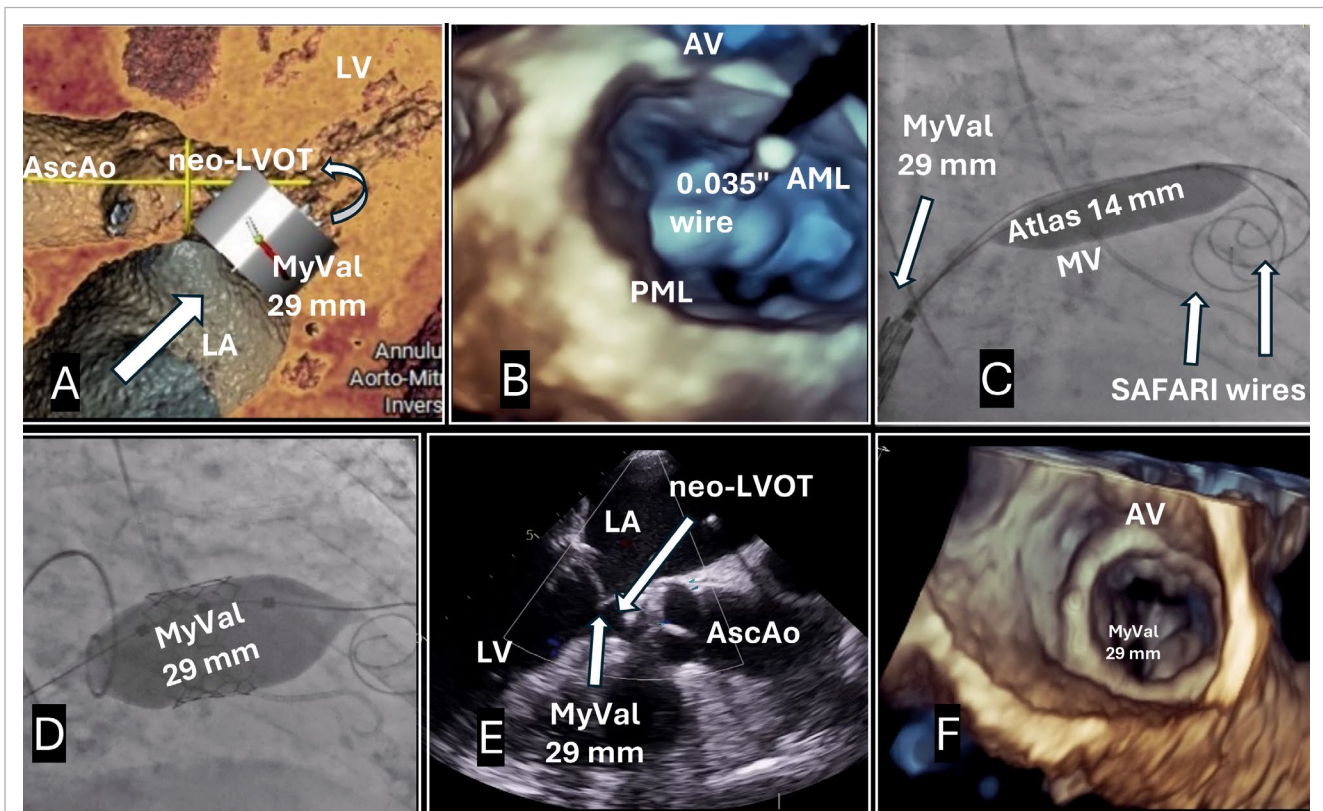 LV
AscAo
neo-LVOT
MyVal
29 mm
LA
Annulu
Aorto-Mit
Invers
A
AV
0.035"
wire
AML
PML
B
MyVal
29 mm
Atlas 14 mm
MV
SAFARI wires
C
MyVal
29 mm
D
neo-LVOT
LA
5
LV
AscAo
MyVal
29 mm
E
AV
MyVal
29 mm
F